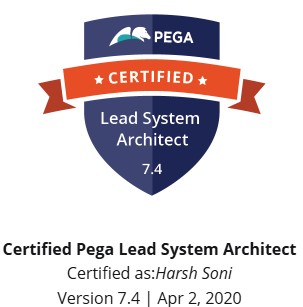 PEGA
CERTIFIED
Lead System
Architect
7.4
Certified Pega Lead System Architect
Certified as:Harsh Soni
Version 7.4 | Apr 2, 2020